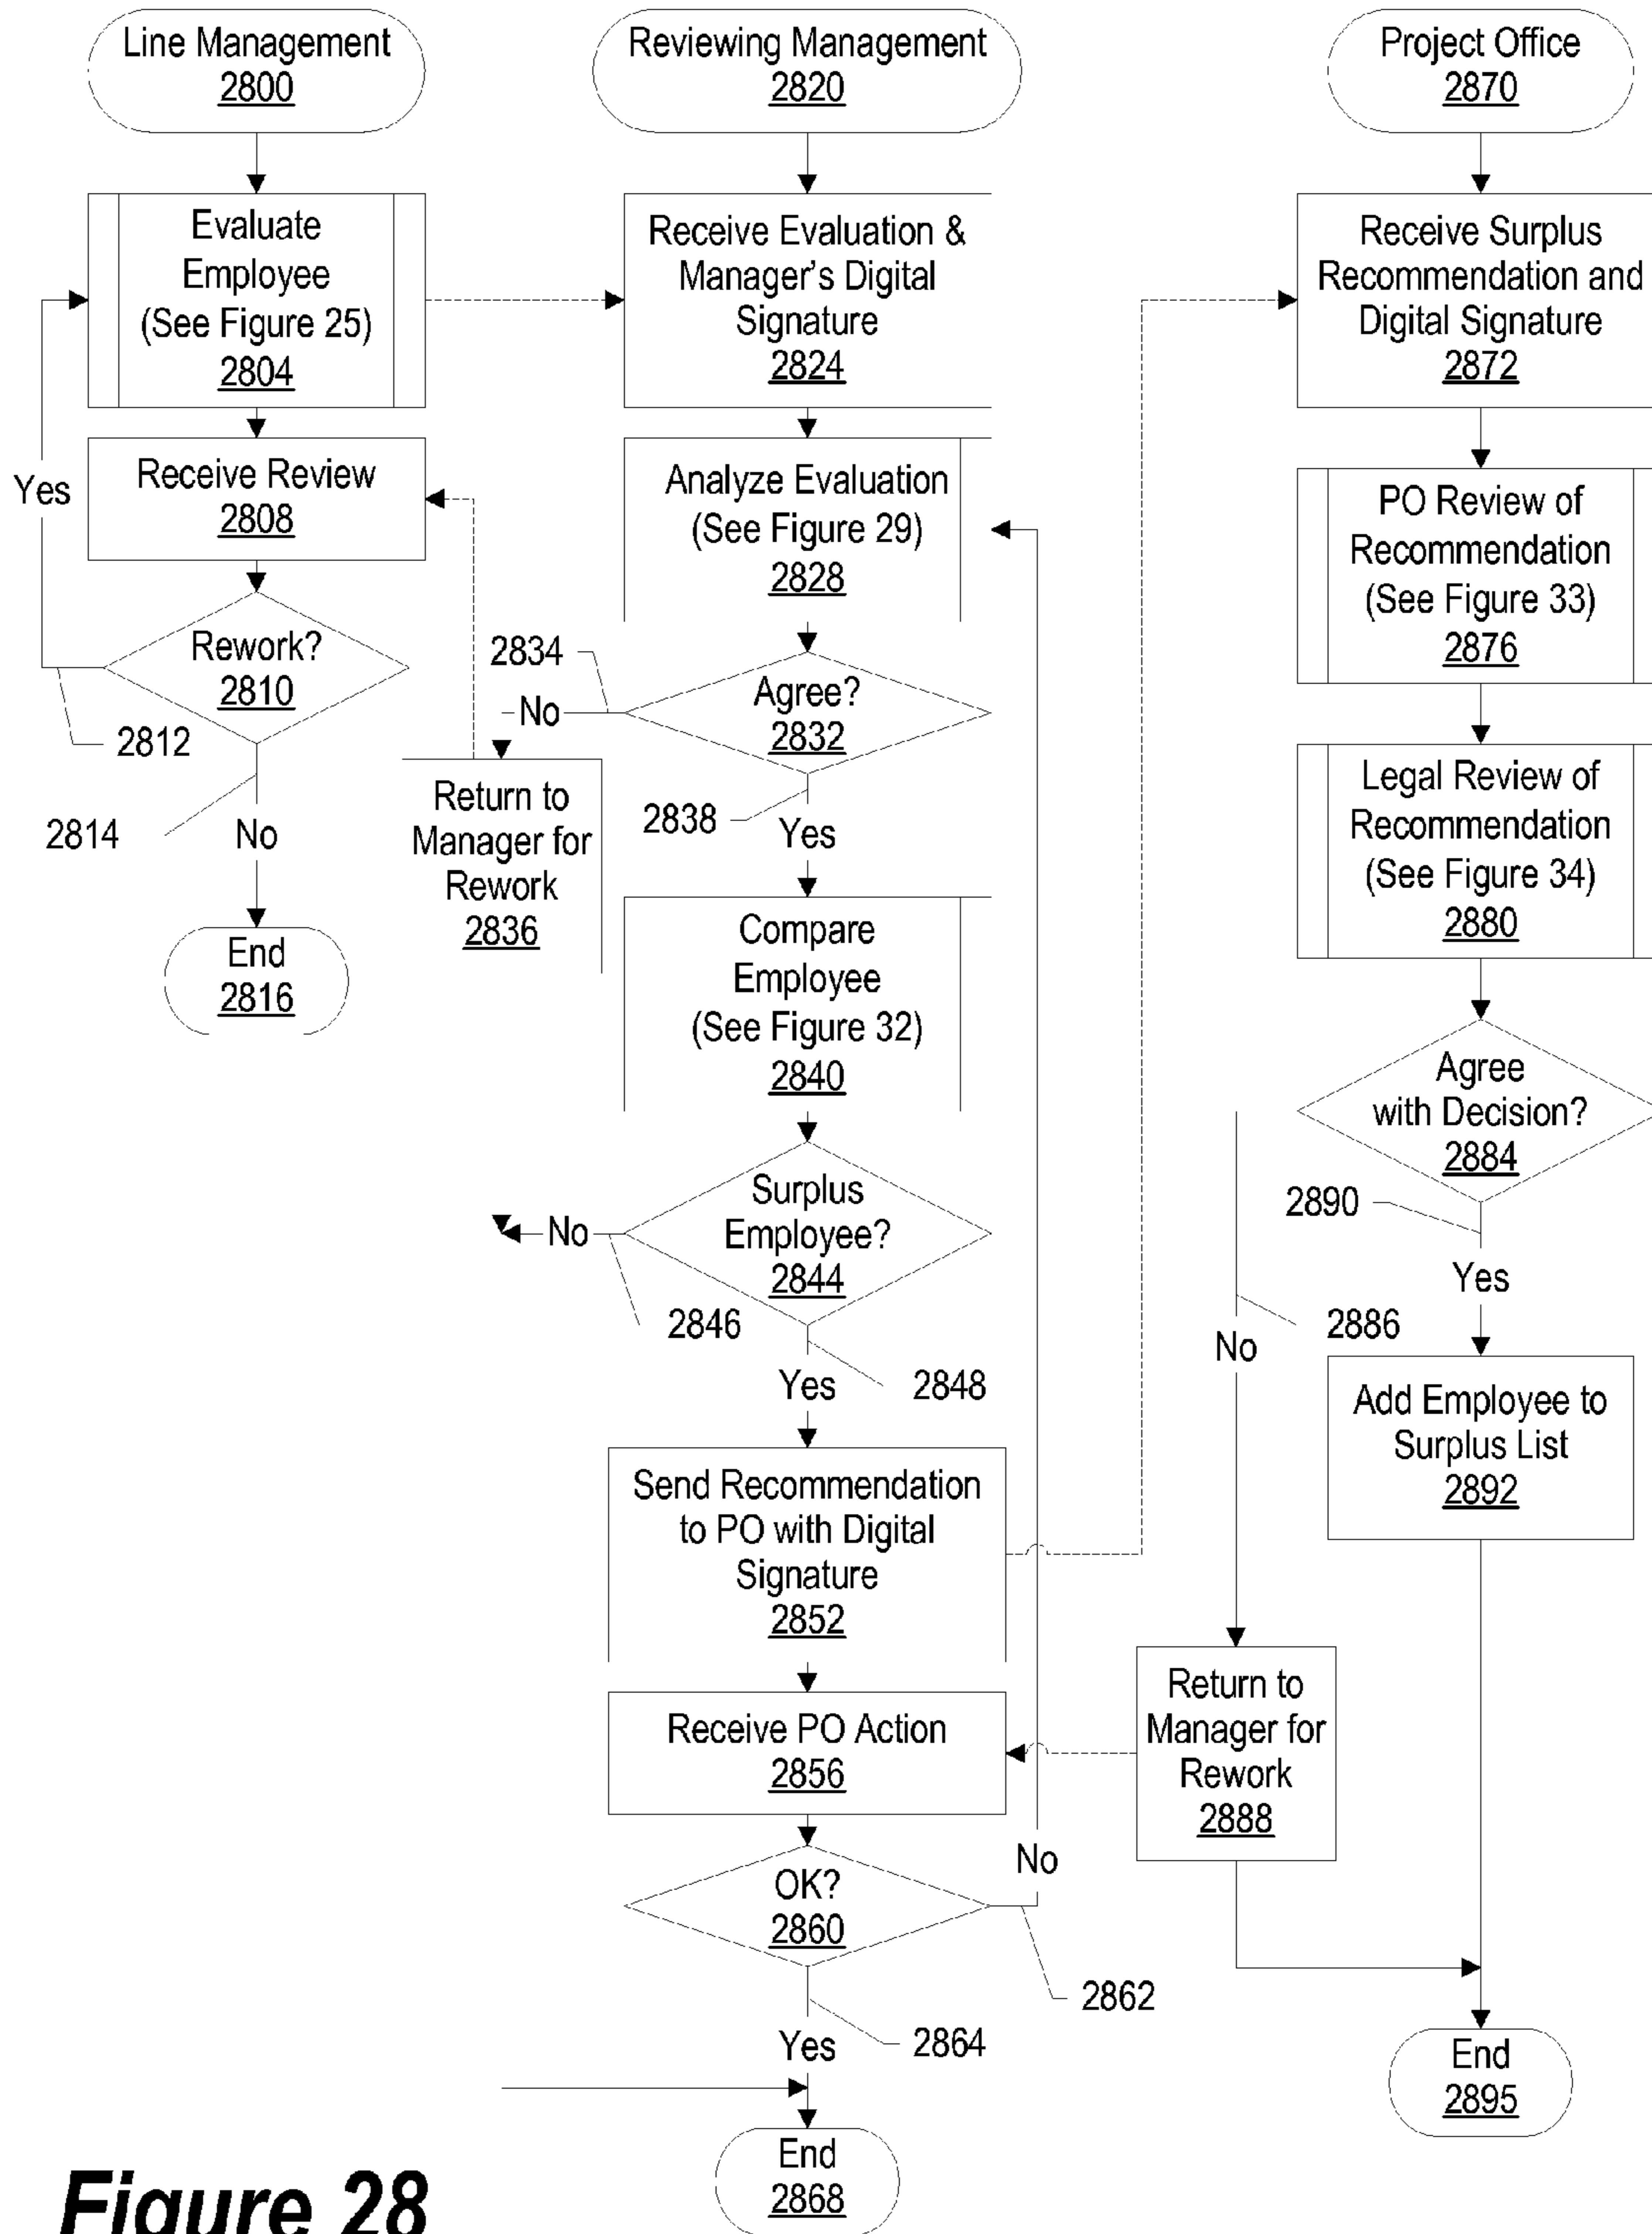 Line Management
2800
Evaluate
Employee
(See Figure 25)
2804
Receive Review
2808
Yes
Rework?
2810
2812
2814
No
End
2816
Reviewing Management
2820
Receive Evaluation &
Manager's Digital
Signature
2824
Analyze Evaluation
(See Figure 29)
2828
2834
No
Agree?
2832
Return to
Manager for
Rework
2836
2838
Yes
Compare
Employee
(See Figure 32)
2840
Surplus
Employee?
2844
No
2846
Yes
2848
Send Recommendation
to PO with Digital
Signature
2852
Receive PO Action
2856
OK?
2860
No
2862
Yes
2864
End
2868
Project Office
2870
Receive Surplus
Recommendation and
Digital Signature
2872
PO Review of
Recommendation
(See Figure 33)
2876
Legal Review of
Recommendation
(See Figure 34)
2880
Agree
with Decision?
2884
2890
Yes
2886
No
Add Employee to
Surplus List
2892
Return to
Manager for
Rework
2888
End
2895
Figure 28